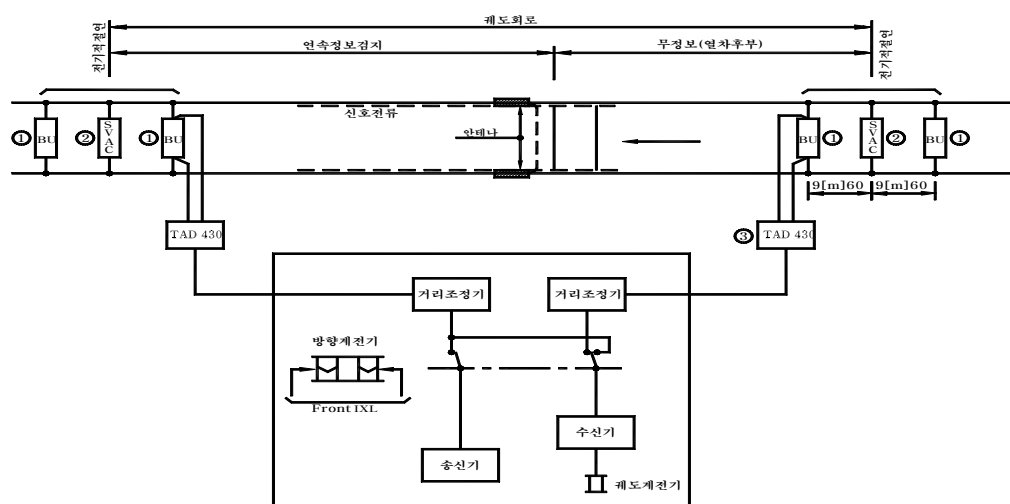 궤도회로
연속정보검지
무정보(열차후부)
전기적절연
전기적절연
신호전류
안테나
① BU
② SVAC
① BU
① BU
② SVAC
① BU
9[m]60 9[m]60
TAD 430
③ TAD 430
거리조정기
거리조정기
방향계전기
Front IXL
수신기
송신기
궤도계전기